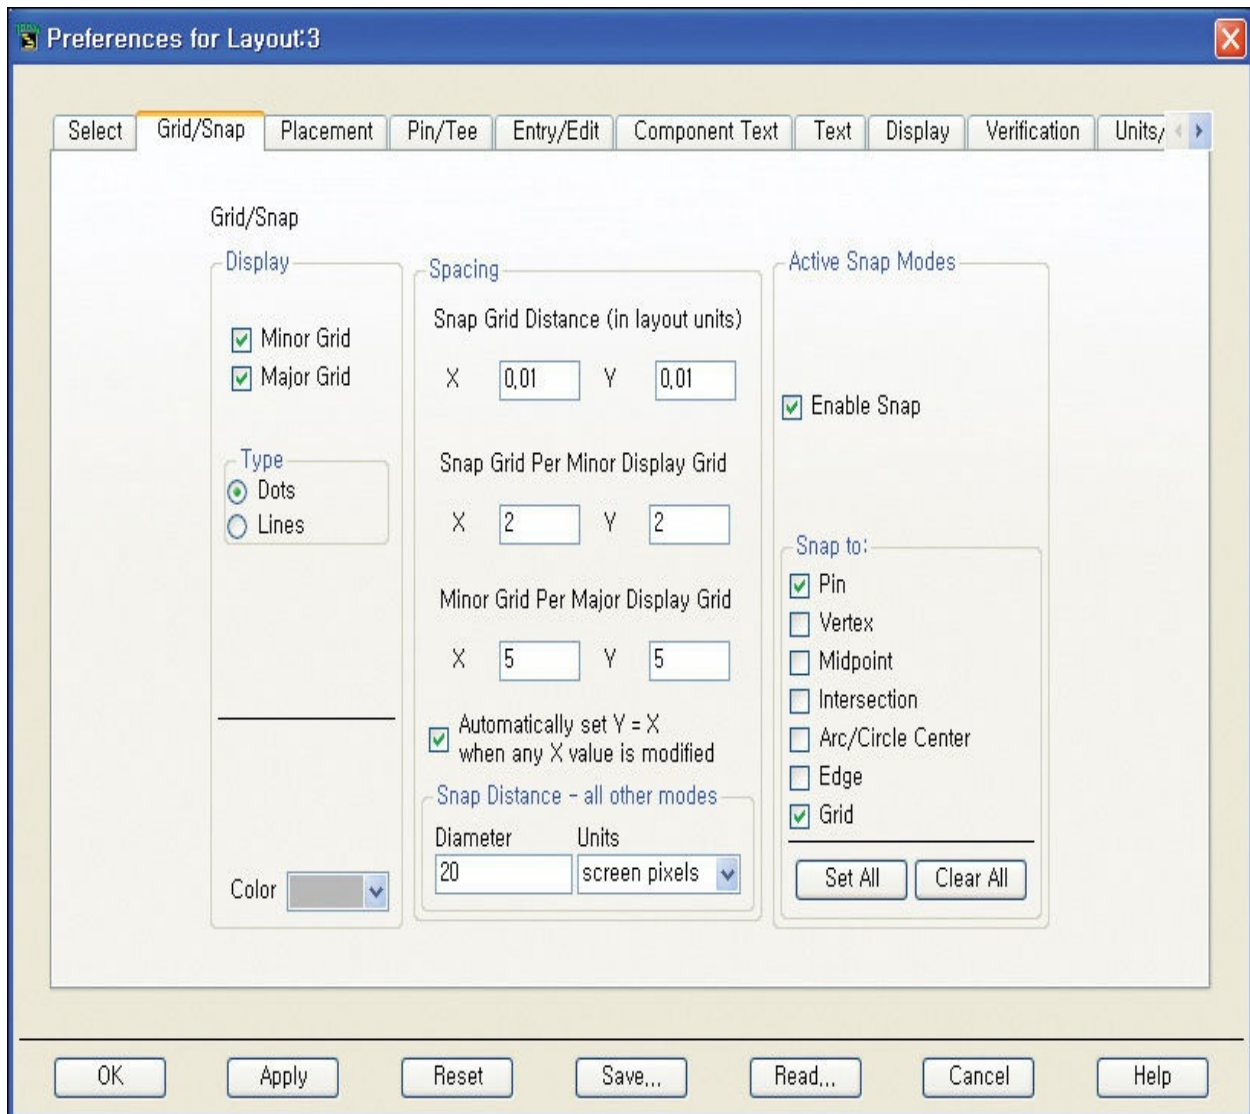 Preferences for Layout:3
Select Grid/Snap Placement Pin/Tee Entry/Edit Component Text Text Display Verification Units/
Grid/Snap
Display
Minor Grid
Major Grid
Type
Dots
Lines
Color
Spacing
Snap Grid Distance (in layout units)
X 0.01 Y 0.01
Snap Grid Per Minor Display Grid
X 2 Y 2
Minor Grid Per Major Display Grid
X 5 Y 5
Automatically set Y = X
when any X value is modified
Snap Distance - all other modes
Diameter Units
20 screen pixels
Active Snap Modes
Enable Snap
Snap to:
Pin
Vertex
Midpoint
Intersection
Arc/Circle Center
Edge
Grid
Set All Clear All
OK Apply Reset Save... Read... Cancel Help